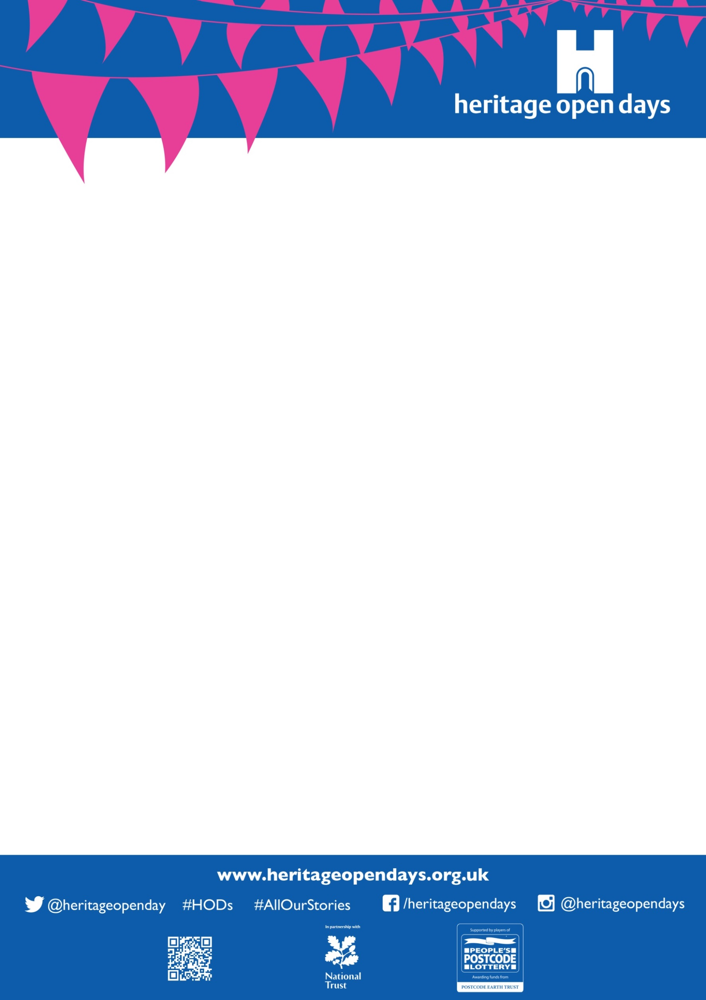 heritage open days
www.heritageopendays.org.uk
@heritageopenday #HODs #AllOurStories /heritageopendays @heritageopendays
In partnership with
National
Trust
Supported by players of
PEOPLE'S
POSTCODE
LOTTERY
Awarding funds from
POSTCODE EARTH TRUST